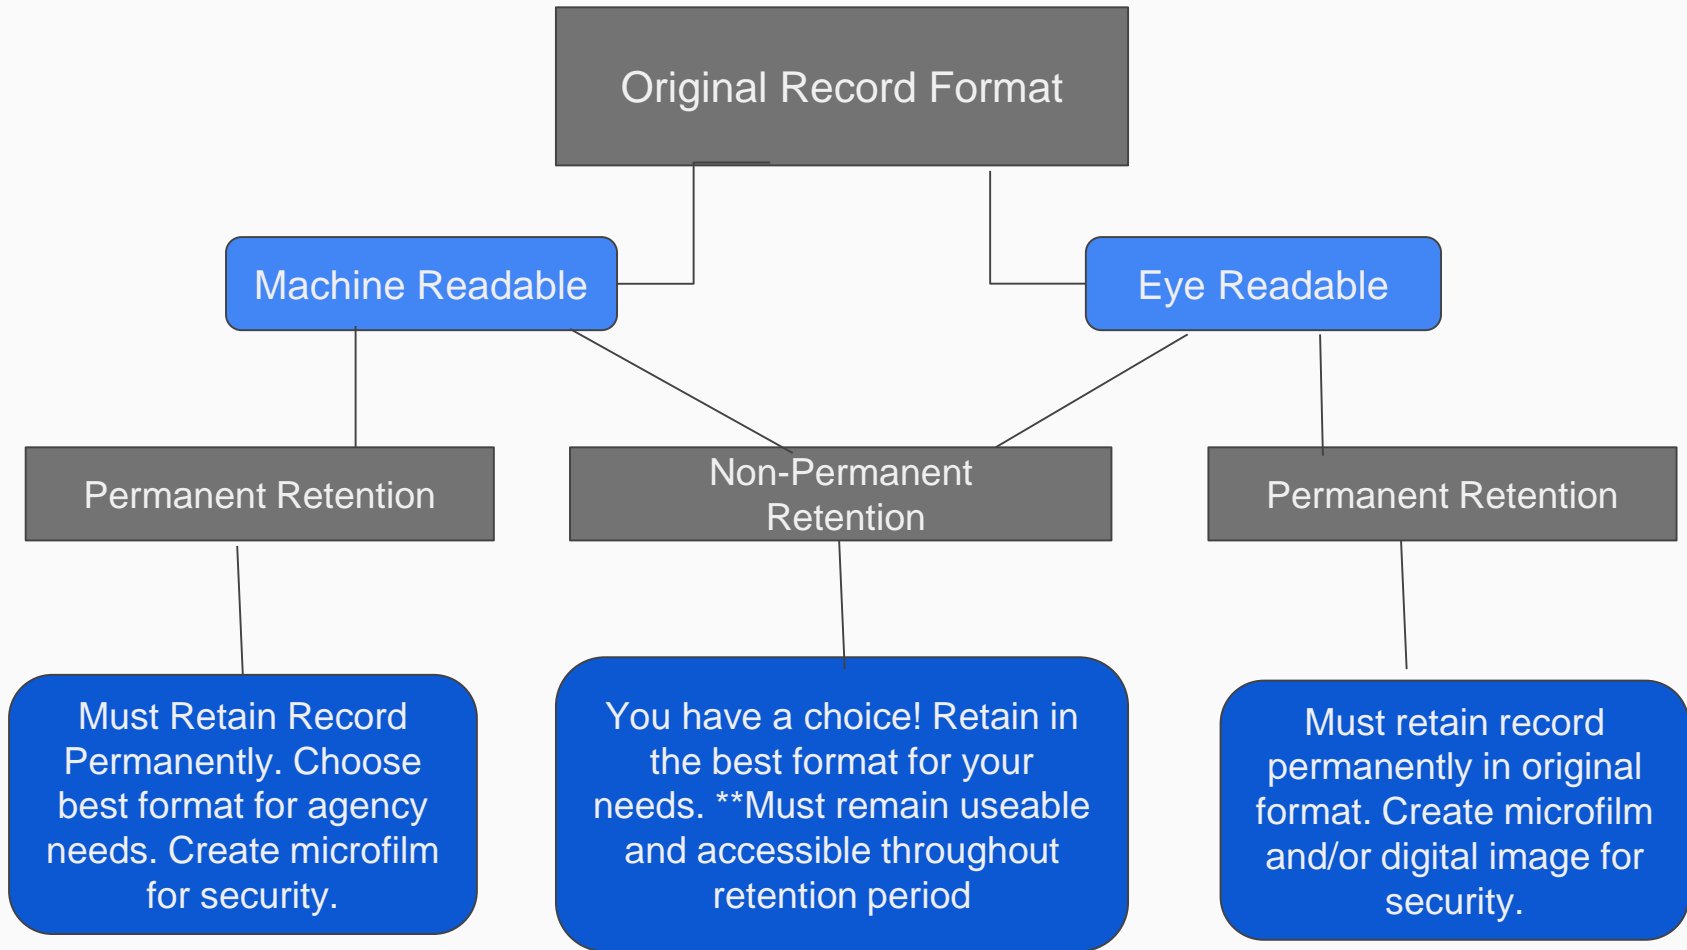 Original Record Format
Machine Readable
Eye Readable
Permanent Retention
Non-Permanent
Retention
Permanent Retention
Must Retain Record
Permanently. Choose
best format for agency
needs. Create microfilm
for security.
You have a choice! Retain in
the best format for your
needs. **Must remain useable
and accessible throughout
retention period
Must retain record
permanently in original
format. Create microfilm
and/or digital image for
security.